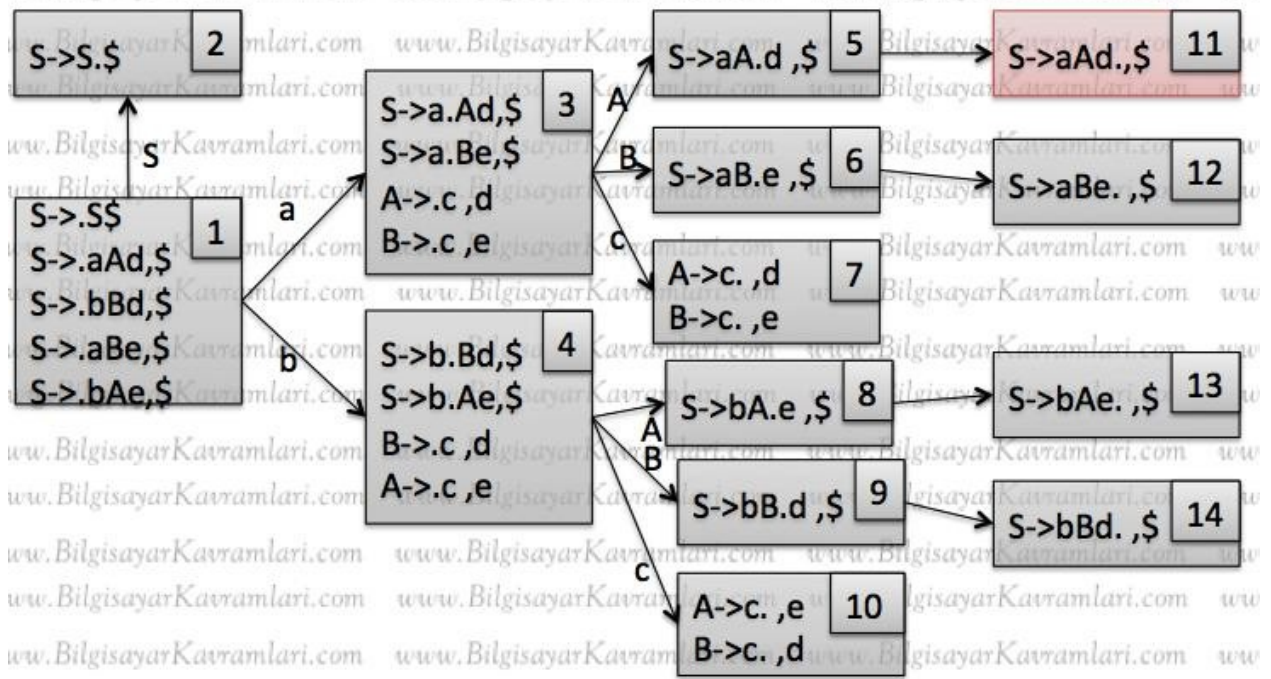 S->S.$ 2
S
S->.S$ 1
S->.aAd,$
S->.bBd,$
S->.aBe,$
S->.bAe,$
a
b
S->a.Ad,$ 3
S->a.Be,$
A->.c ,d
B->.c ,e
S->b.Bd,$ 4
S->b.Ae,$
B->.c ,d
A->.c ,e
A
B
c
A
B
c
S->aA.d ,$ 5
S->aB.e ,$ 6
A->c. ,d 7
B->c. ,e
S->bA.e ,$ 8
S->bB.d ,$ 9
A->c. ,e 10
B->c. ,d
S->aAd.,$ 11
S->aBe. ,$ 12
S->bAe. ,$ 13
S->bBd. ,$ 14
www.BilgisayarKavramlari.com